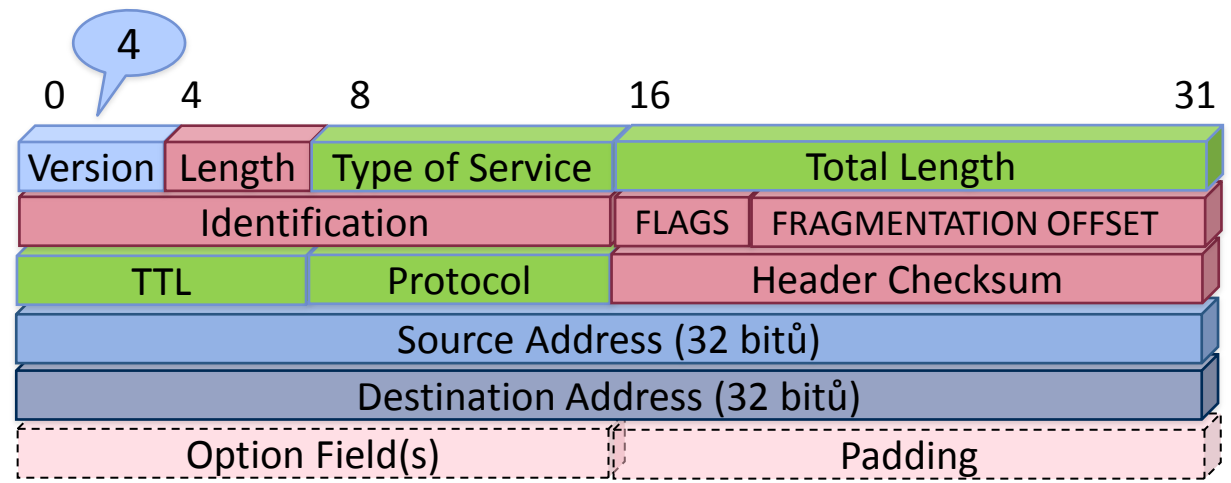 4
0 4 8 16 31
Version Length Type of Service Total Length
Identification FLAGS FRAGMENTATION OFFSET
TTL Protocol Header Checksum
Source Address (32 bitů)
Destination Address (32 bitů)
Option Field(s) Padding